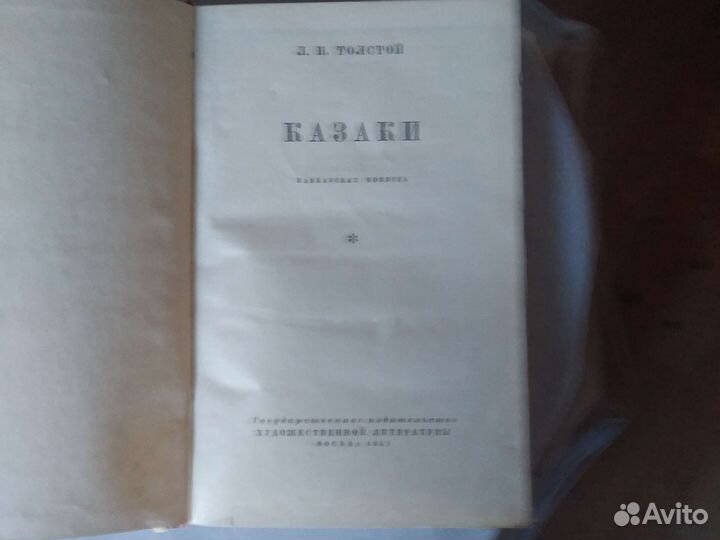 Л. Н. ТОЛСТОЙ
КАЗАКИ
КАВКАЗСКАЯ ПОВЕСТЬ
*
Государственное издательство
ХУДОЖЕСТВЕННОЙ ЛИТЕРАТУРЫ
МОСКВА
Avito